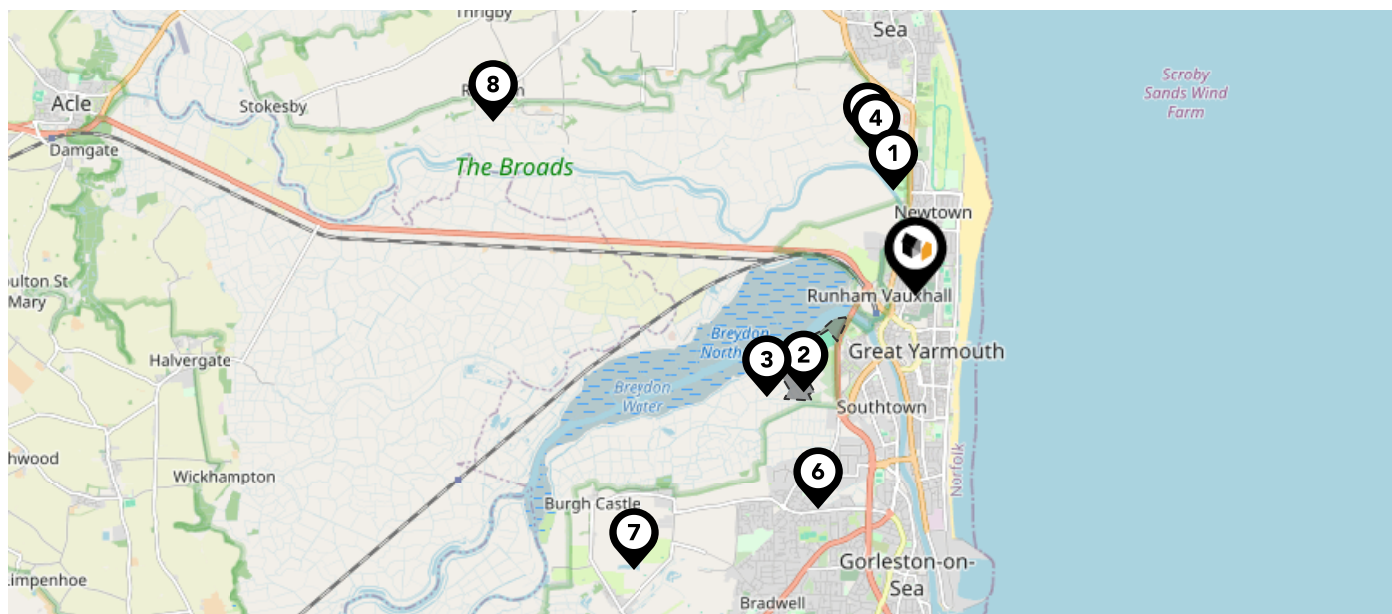 Thrigby
Sea
Scroby
Sands Wind
Farm
8
Acle
Stokesby
4
Damgate
1
The Broads
Newtown
oulton St
Mary
Runham Vauxhall
Breydon
North
Halvergate
3
2
Great Yarmouth
Breydon
Water
Southtown
hwood
Wickhampton
6
Norfolk
Burgh Castle
7
Gorleston-on-
Sea
Limpenhoe
Bradwell